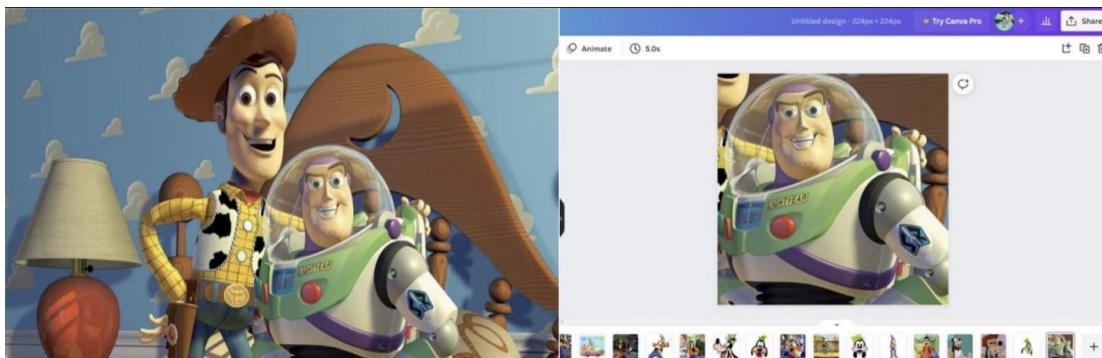 Untitled design - 224px × 224px
Try Canva Pro
+
Share
Animate
5.0s
LIGHTYEAR
LIGHTYEAR
+